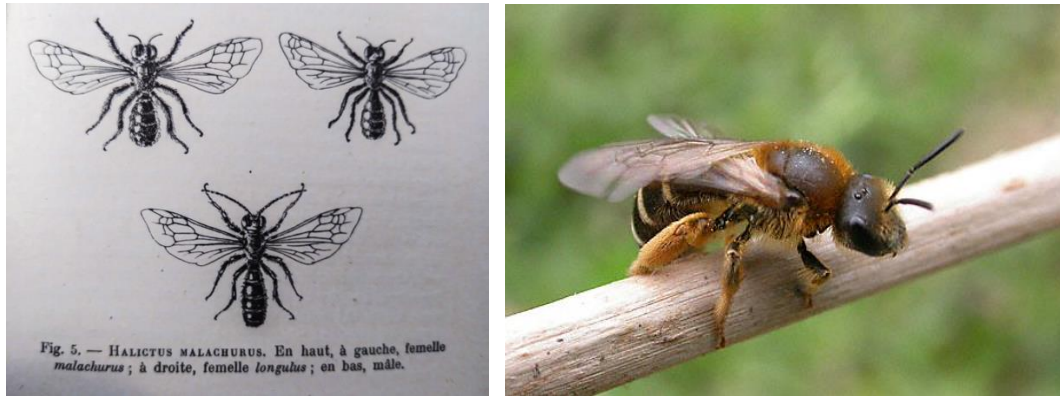 Fig. 5. — HALICTUS MALACHURUS. En haut, à gauche, femelle
malachurus ; à droite, femelle longulus ; en bas, mâle.